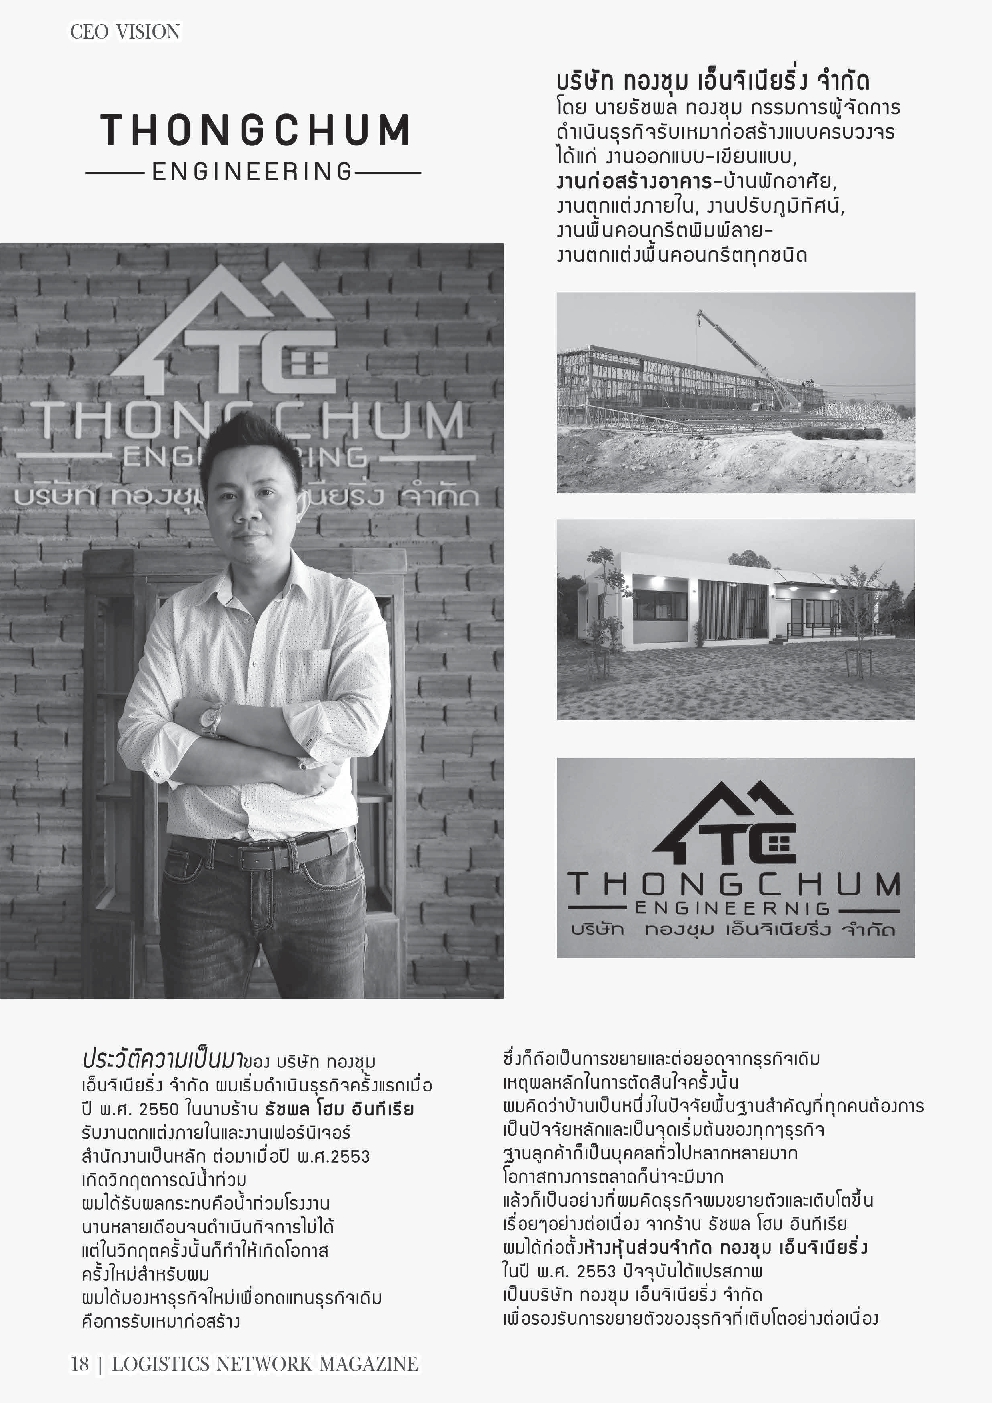 CEO VISION
THONGCHUM
ENGINEERING
บริษัท ทองชุม เอ็นจิเนียริ่ง จำกัด
โดย นายธัชพล ทองชุม กรรมการผู้จัดการ
ดำเนินธุรกิจรับเหมาก่อสร้างแบบครบวงจร
ได้แก่ งานออกแบบ-เขียนแบบ,
งานก่อสร้างอาคาร-บ้านพักอาศัย,
งานตกแต่งภายใน, งานปรับภูมิทัศน์,
งานพื้นคอนกรีตพิมพ์ลาย-
งานตกแต่งพื้นคอนกรีตทุกชนิด
TC
THONGCHUM
ENGI RING
บริษัท ทองชุ นียริ่ง จำกัด
TC
THONGCHUM
ENGINEERNIG
บริษัท ทองชุม เอ็นจิเนียริ่ง จำกัด
ประวัติความเป็นมาของ บริษัท ทองชุม
เอ็นจิเนียริ่ง จำกัด ผมเริ่มดำเนินธุรกิจครั้งแรกเมื่อ
ปี พ.ศ. 2550 ในนามร้าน ธัชพล โฮม อินทีเรีย
รับงานตกแต่งภายในและงานเฟอร์นิเจอร์
สำนักงานเป็นหลัก ต่อมาเมื่อปี พ.ศ.2553
เกิดวิกฤตการณ์น้ำท่วม
ผมได้รับผลกระทบคือน้ำท่วมโรงงาน
นานหลายเดือนจนดำเนินกิจการไม่ได้
แต่ในวิกฤตครั้งนั้นก็ทำให้เกิดโอกาส
ครั้งใหม่สำหรับผม
ผมได้มองหาธุรกิจใหม่เพื่อทดแทนธุรกิจเดิม
คือการรับเหมาก่อสร้าง
ซึ่งก็ถือเป็นการขยายและต่อยอดจากธุรกิจเดิม
เหตุผลหลักในการตัดสินใจครั้งนั้น
ผมคิดว่าบ้านเป็นหนึ่งในปัจจัยพื้นฐานสำคัญที่ทุกคนต้องการ
เป็นปัจจัยหลักและเป็นจุดเริ่มต้นของทุกๆธุรกิจ
ฐานลูกค้าก็เป็นบุคคลทั่วไปหลากหลายมาก
โอกาสทางการตลาดก็น่าจะมีมาก
แล้วก็เป็นอย่างที่ผมคิดธุรกิจผมขยายตัวและเติบโตขึ้น
เรื่อยๆอย่างต่อเนื่อง จากร้าน ธัชพล โฮม อินทีเรีย
ผมได้ก่อตั้งห้างหุ้นส่วนจำกัด ทองชุม เอ็นจิเนียริ่ง
ในปี พ.ศ. 2553 ปัจจุบันได้แปรสภาพ
เป็นบริษัท ทองชุม เอ็นจิเนียริ่ง จำกัด
เพื่อรองรับการขยายตัวของธุรกิจที่เติบโตอย่างต่อเนื่อง
18 | LOGISTICS NETWORK MAGAZINE